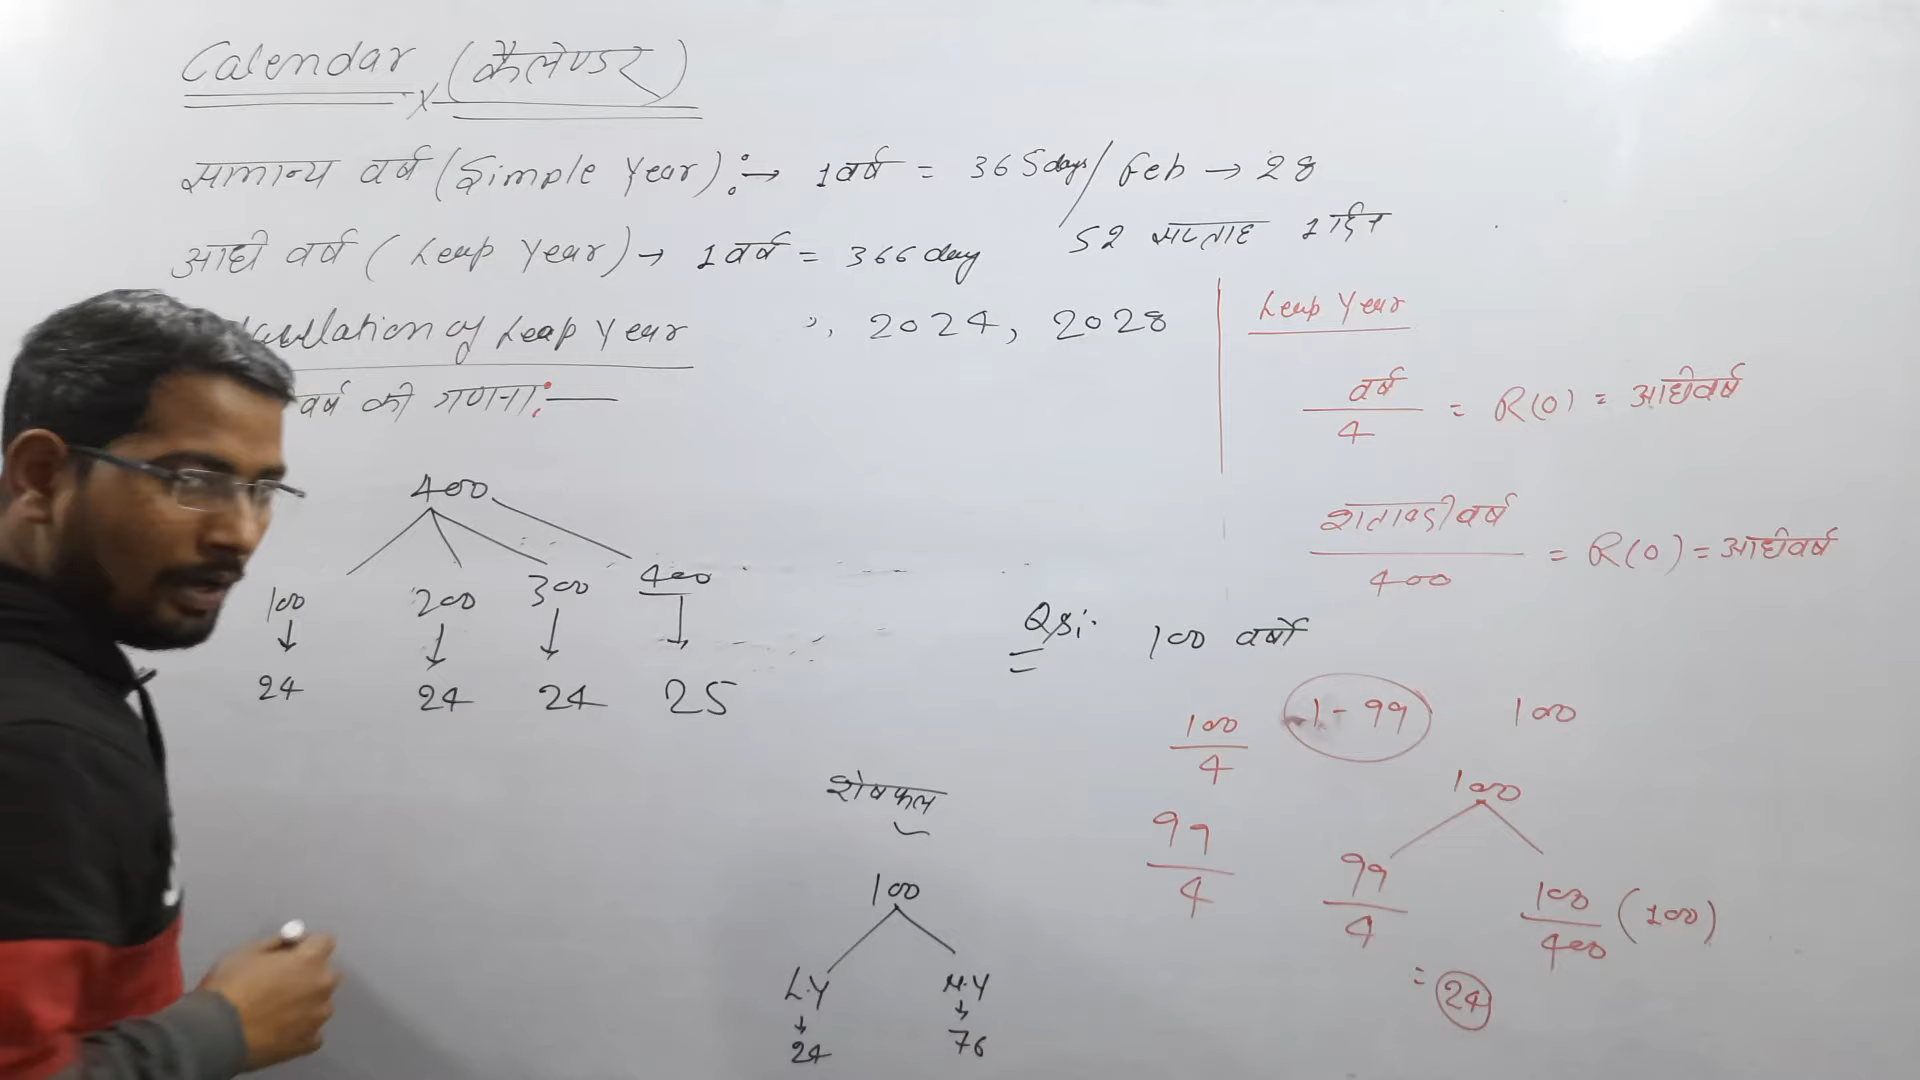 Calendar (कैलेण्डर)
सामान्य वर्ष (Simple Year) :→ 1 वर्ष = 365 days / Feb → 28
52 सप्ताह 1 दिन
आधी वर्ष ( Leap Year) → 1 वर्ष = 366 day
Leap Year ∴ 2024, 2028
वर्ष की गणना :—
400
100 200 300 400
↓ ↓ ↓ ↓
24 24 24 25
शेषफल
100
L.Y N.Y
↓ ↓
24 76
Leap Year
वर्ष / 4 = R(0) = आधीवर्ष
शताब्दी वर्ष / 400 = R(0) = आधीवर्ष
100 वर्षो
100 / 4 1 - 99 100
99 / 4
100
99 / 4 100 / 400 (100)
= 24